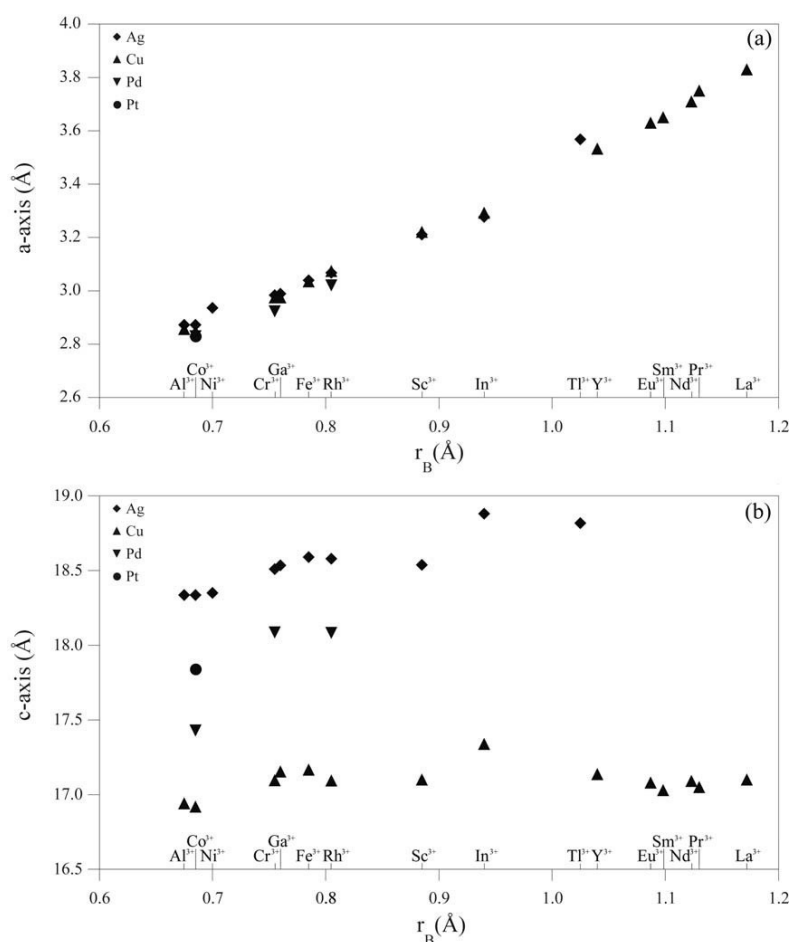 (a)
4.0
3.8
3.6
3.4
3.2
3.0
2.8
2.6
a-axis (Å)
Ag
Cu
Pd
Pt
Co³⁺ Ga³⁺ Sm³⁺ Pr³⁺
Al³⁺ Ni³⁺ Cr³⁺ Fe³⁺ Rh³⁺ Sc³⁺ In³⁺ Tl³⁺ Y³⁺ Eu³⁺ Nd³⁺ La³⁺
0.6 0.7 0.8 0.9 1.0 1.1 1.2
r_B (Å)
(b)
19.0
18.5
18.0
17.5
17.0
16.5
c-axis (Å)
Ag
Cu
Pd
Pt
Co³⁺ Ga³⁺ Sm³⁺ Pr³⁺
Al³⁺ Ni³⁺ Cr³⁺ Fe³⁺ Rh³⁺ Sc³⁺ In³⁺ Tl³⁺ Y³⁺ Eu³⁺ Nd³⁺ La³⁺
0.6 0.7 0.8 0.9 1.0 1.1 1.2
r_B (Å)